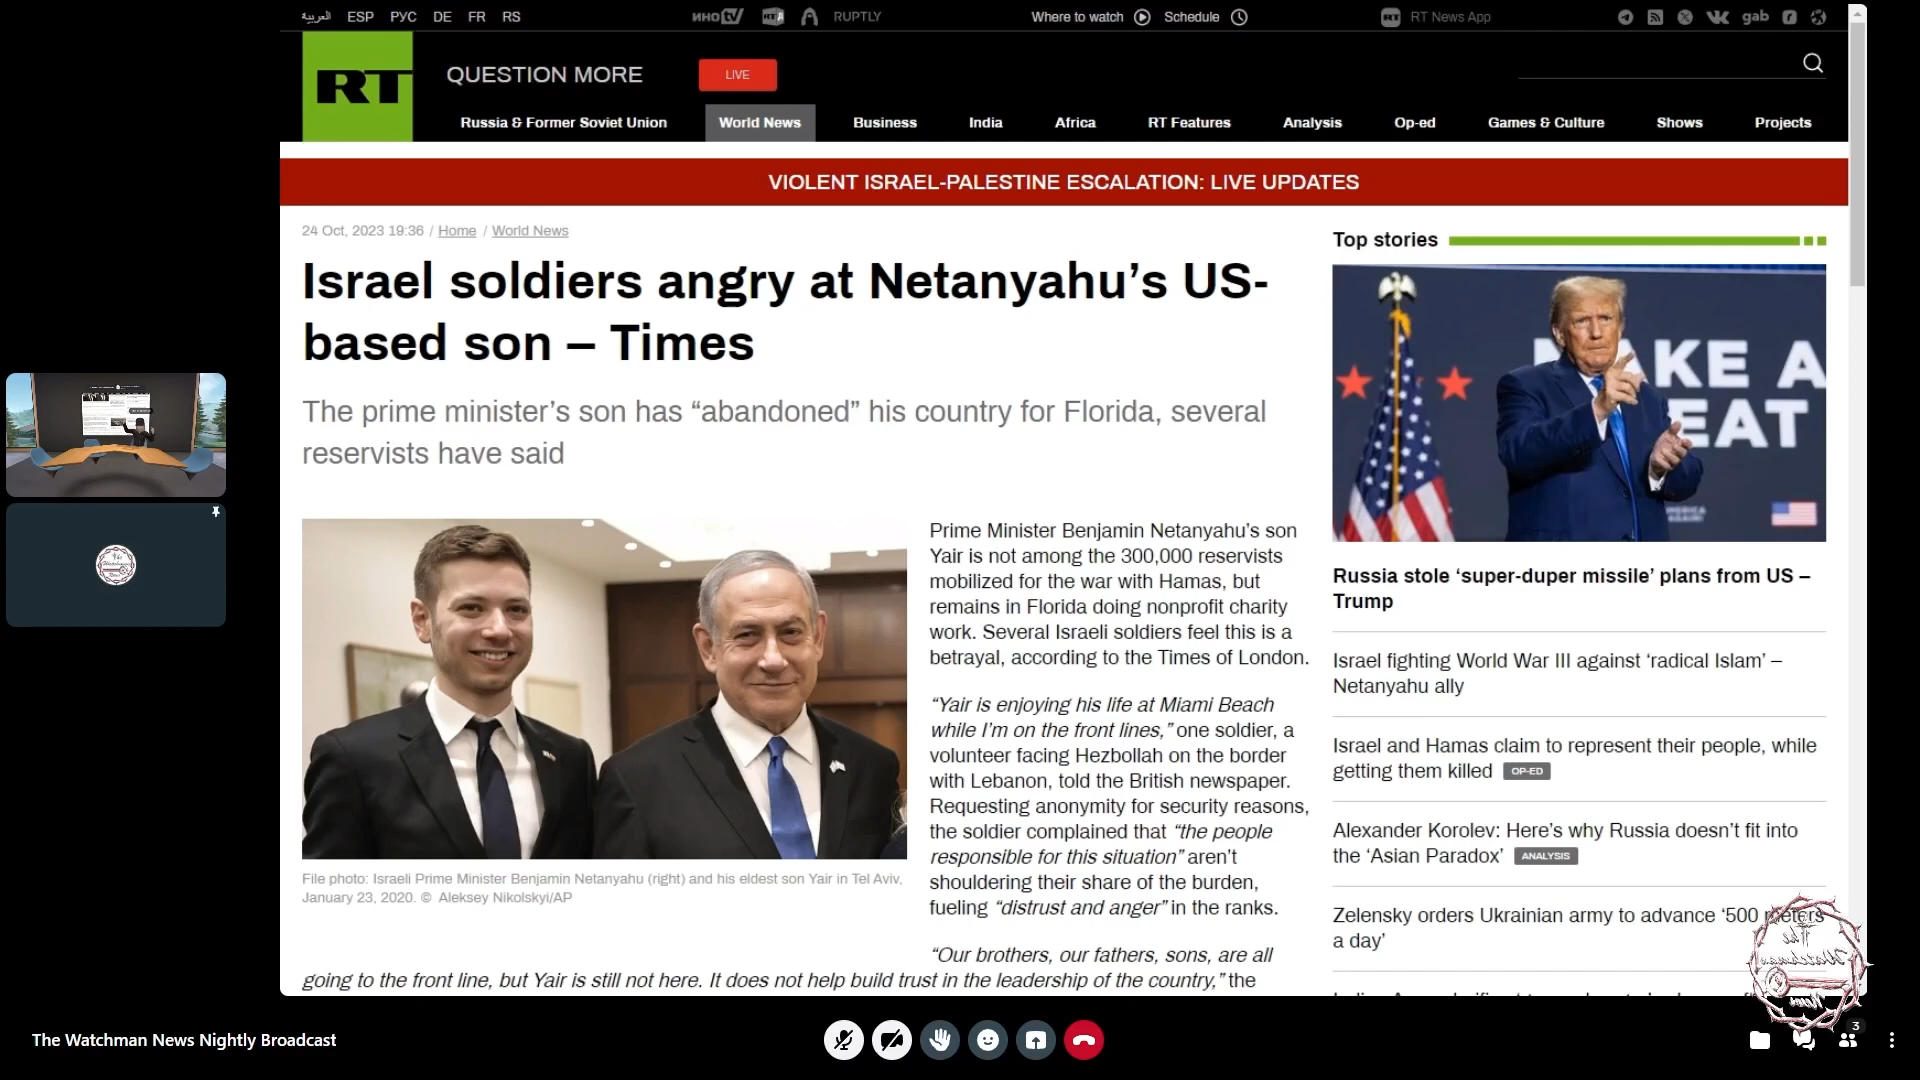 العربية ESP РУС DE FR RS
ИНОTV RTД RUPTLY
Where to watch Schedule
RT News App
gab
RT
QUESTION MORE
LIVE
Russia & Former Soviet Union World News Business India Africa RT Features Analysis Op-ed Games & Culture Shows Projects
VIOLENT ISRAEL-PALESTINE ESCALATION: LIVE UPDATES
24 Oct, 2023 19:36 / Home / World News
Israel soldiers angry at Netanyahu’s US-
based son – Times
The prime minister’s son has “abandoned” his country for Florida, several
reservists have said
Prime Minister Benjamin Netanyahu’s son
Yair is not among the 300,000 reservists
mobilized for the war with Hamas, but
remains in Florida doing nonprofit charity
work. Several Israeli soldiers feel this is a
betrayal, according to the Times of London.
“Yair is enjoying his life at Miami Beach
while I’m on the front lines,” one soldier, a
volunteer facing Hezbollah on the border
with Lebanon, told the British newspaper.
Requesting anonymity for security reasons,
the soldier complained that “the people
responsible for this situation” aren’t
shouldering their share of the burden,
fueling “distrust and anger” in the ranks.
“Our brothers, our fathers, sons, are all
going to the front line, but Yair is still not here. It does not help build trust in the leadership of the country,” the
File photo: Israeli Prime Minister Benjamin Netanyahu (right) and his eldest son Yair in Tel Aviv,
January 23, 2020. © Aleksey Nikolskyi/AP
Top stories
MAKE A
EAT
Russia stole ‘super-duper missile’ plans from US –
Trump
Israel fighting World War III against ‘radical Islam’ –
Netanyahu ally
Israel and Hamas claim to represent their people, while
getting them killed OP-ED
Alexander Korolev: Here’s why Russia doesn’t fit into
the ‘Asian Paradox’ ANALYSIS
Zelensky orders Ukrainian army to advance ‘500 meters
a day’
The
Watchman
News
The Watchman News Nightly Broadcast
3